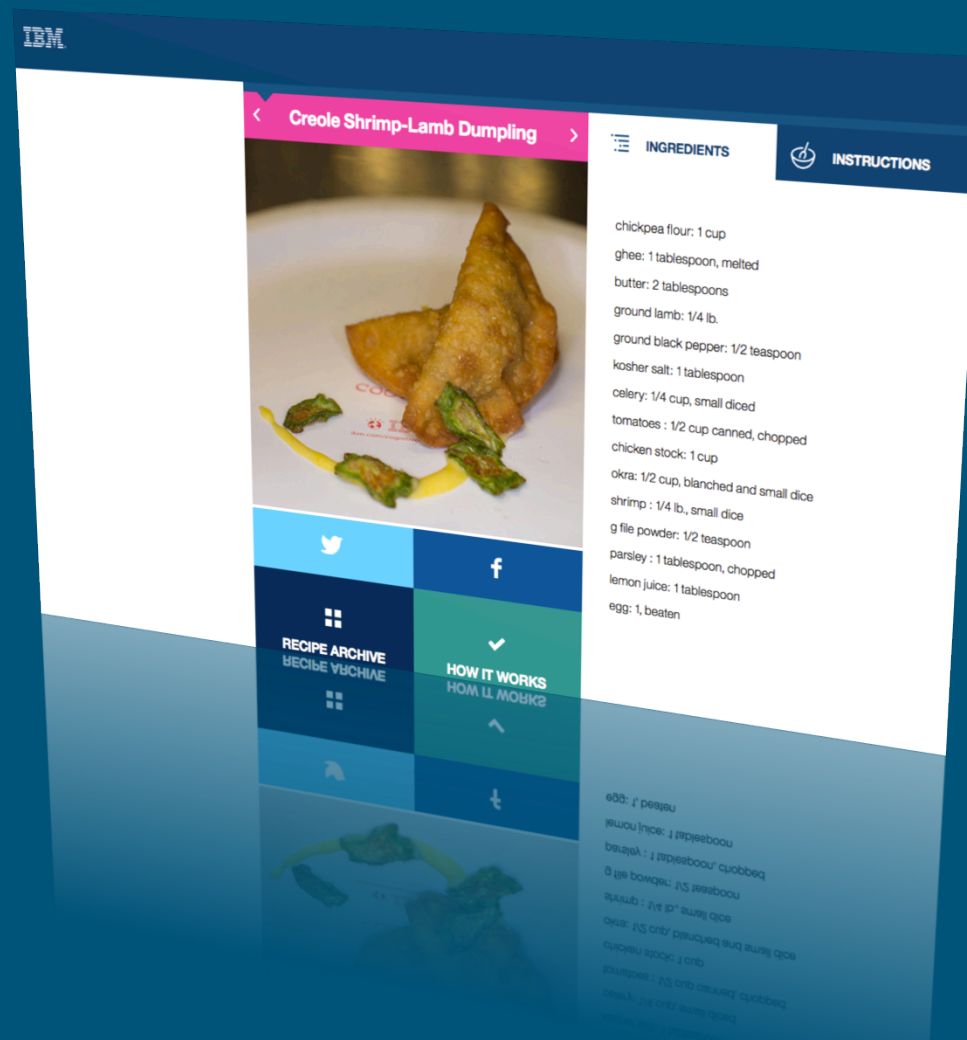 IBM
Creole Shrimp-Lamb Dumpling
INGREDIENTS
INSTRUCTIONS
chickpea flour: 1 cup
ghee: 1 tablespoon, melted
butter: 2 tablespoons
ground lamb: 1/4 lb.
ground black pepper: 1/2 teaspoon
kosher salt: 1 tablespoon
celery: 1/4 cup, small diced
tomatoes : 1/2 cup canned, chopped
chicken stock: 1 cup
okra: 1/2 cup, blanched and small dice
shrimp : 1/4 lb., small dice
g file powder: 1/2 teaspoon
parsley : 1 tablespoon, chopped
lemon juice: 1 tablespoon
egg: 1, beaten
RECIPE ARCHIVE
HOW IT WORKS